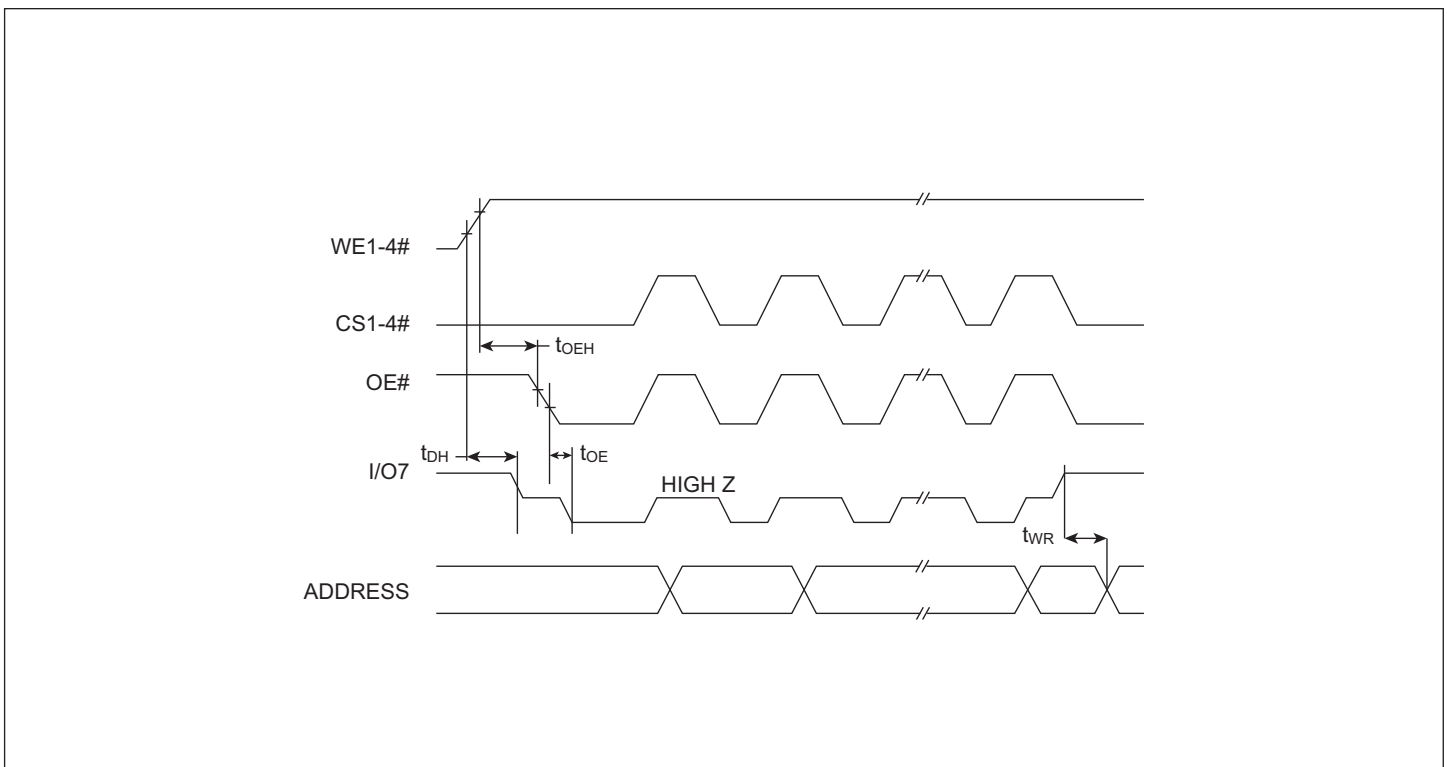 WE1-4#
CS1-4#
tOEH
OE#
tDH
tOE
I/O7
HIGH Z
tWR
ADDRESS